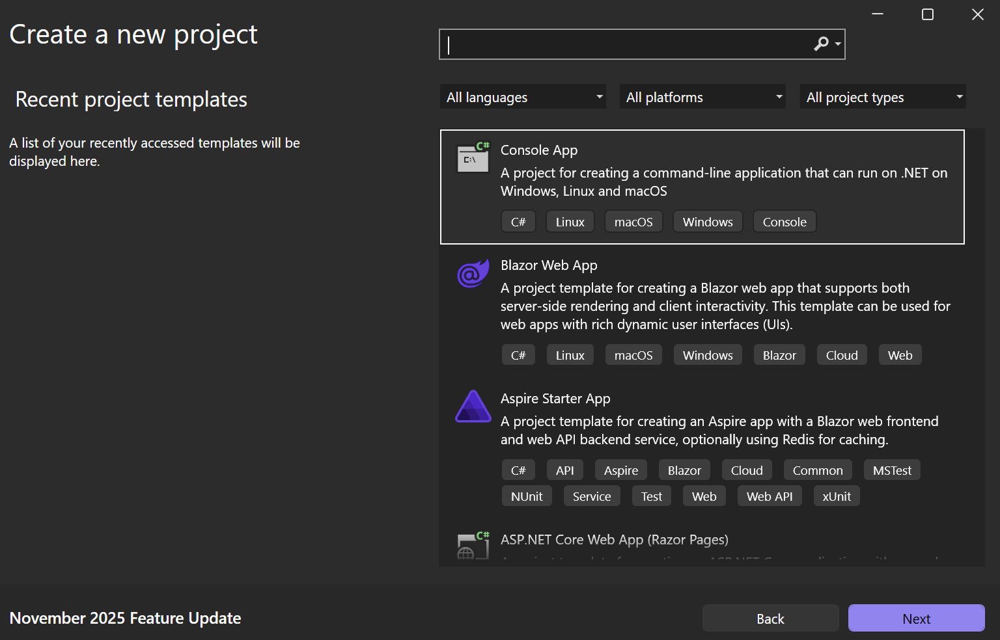 Create a new project
Recent project templates
A list of your recently accessed templates will be
displayed here.
All languages
All platforms
All project types
C#
C:\
Console App
A project for creating a command-line application that can run on .NET on
Windows, Linux and macOS
C# Linux macOS Windows Console
@
Blazor Web App
A project template for creating a Blazor web app that supports both
server-side rendering and client interactivity. This template can be used for
web apps with rich dynamic user interfaces (UIs).
C# Linux macOS Windows Blazor Cloud Web
Aspire Starter App
A project template for creating an Aspire app with a Blazor web frontend
and web API backend service, optionally using Redis for caching.
C# API Aspire Blazor Cloud Common MSTest
NUnit Service Test Web Web API xUnit
C#
ASP.NET Core Web App (Razor Pages)
November 2025 Feature Update
Back
Next